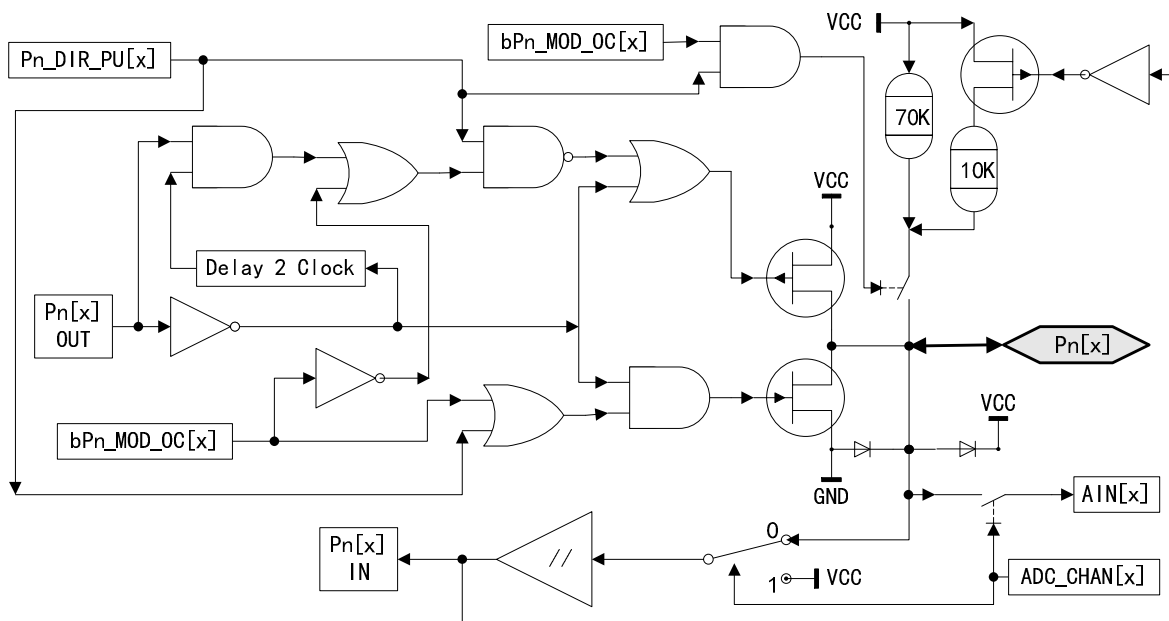 VCC
bPn_MOD_OC[x]
Pn_DIR_PU[x]
70K
10K
VCC
Delay 2 Clock
Pn[x]
OUT
Pn[x]
bPn_MOD_OC[x]
VCC
GND
AIN[x]
Pn[x]
IN
//
0
1
VCC
ADC_CHAN[x]